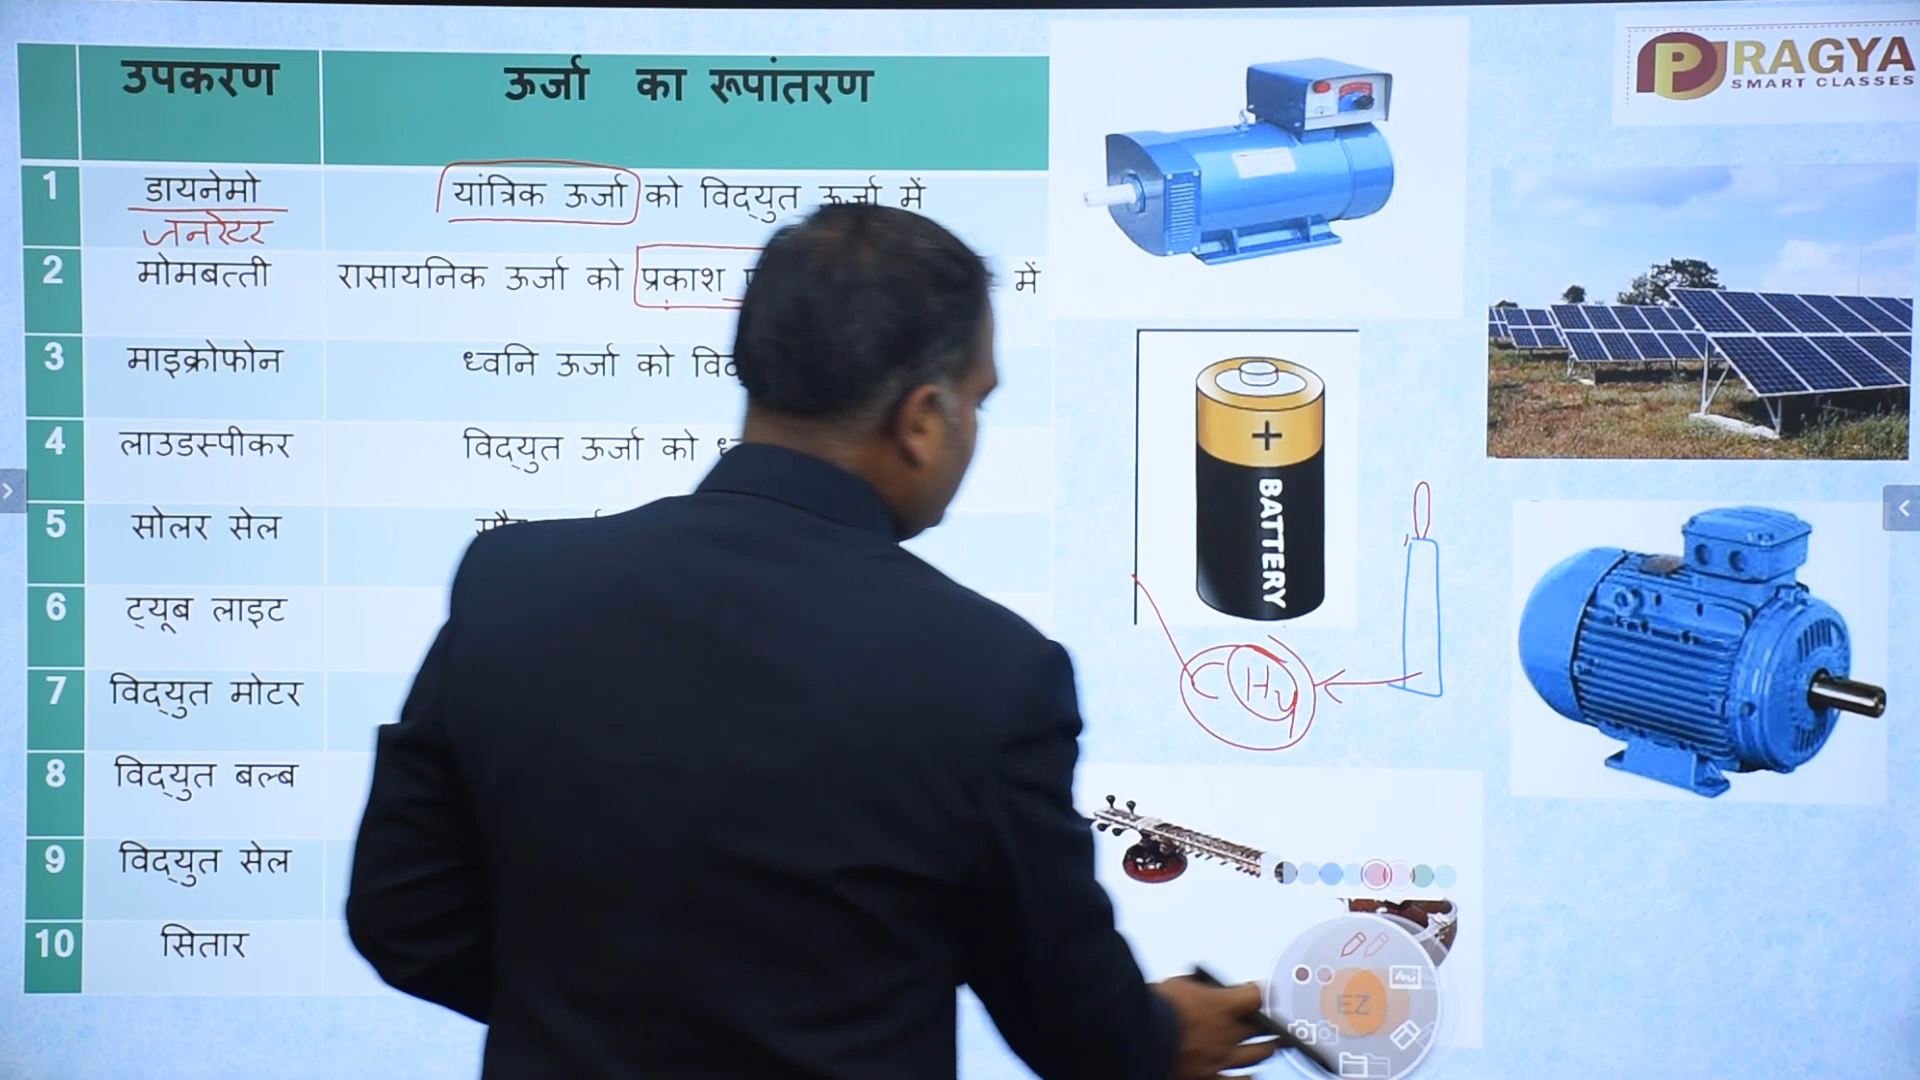 उपकरण ऊर्जा का रूपांतरण
1 डायनेमो यांत्रिक ऊर्जा को विद्युत ऊर्जा में
जनरेटर
2 मोमबत्ती रासायनिक ऊर्जा को प्रकाश में
3 माइक्रोफोन ध्वनि ऊर्जा को
4 लाउडस्पीकर विद्युत ऊर्जा को
5 सोलर सेल
6 ट्यूब लाइट
7 विद्युत मोटर
8 विद्युत बल्ब
9 विद्युत सेल
10 सितार
PRAGYA
SMART CLASSES
+
BATTERY
EZ